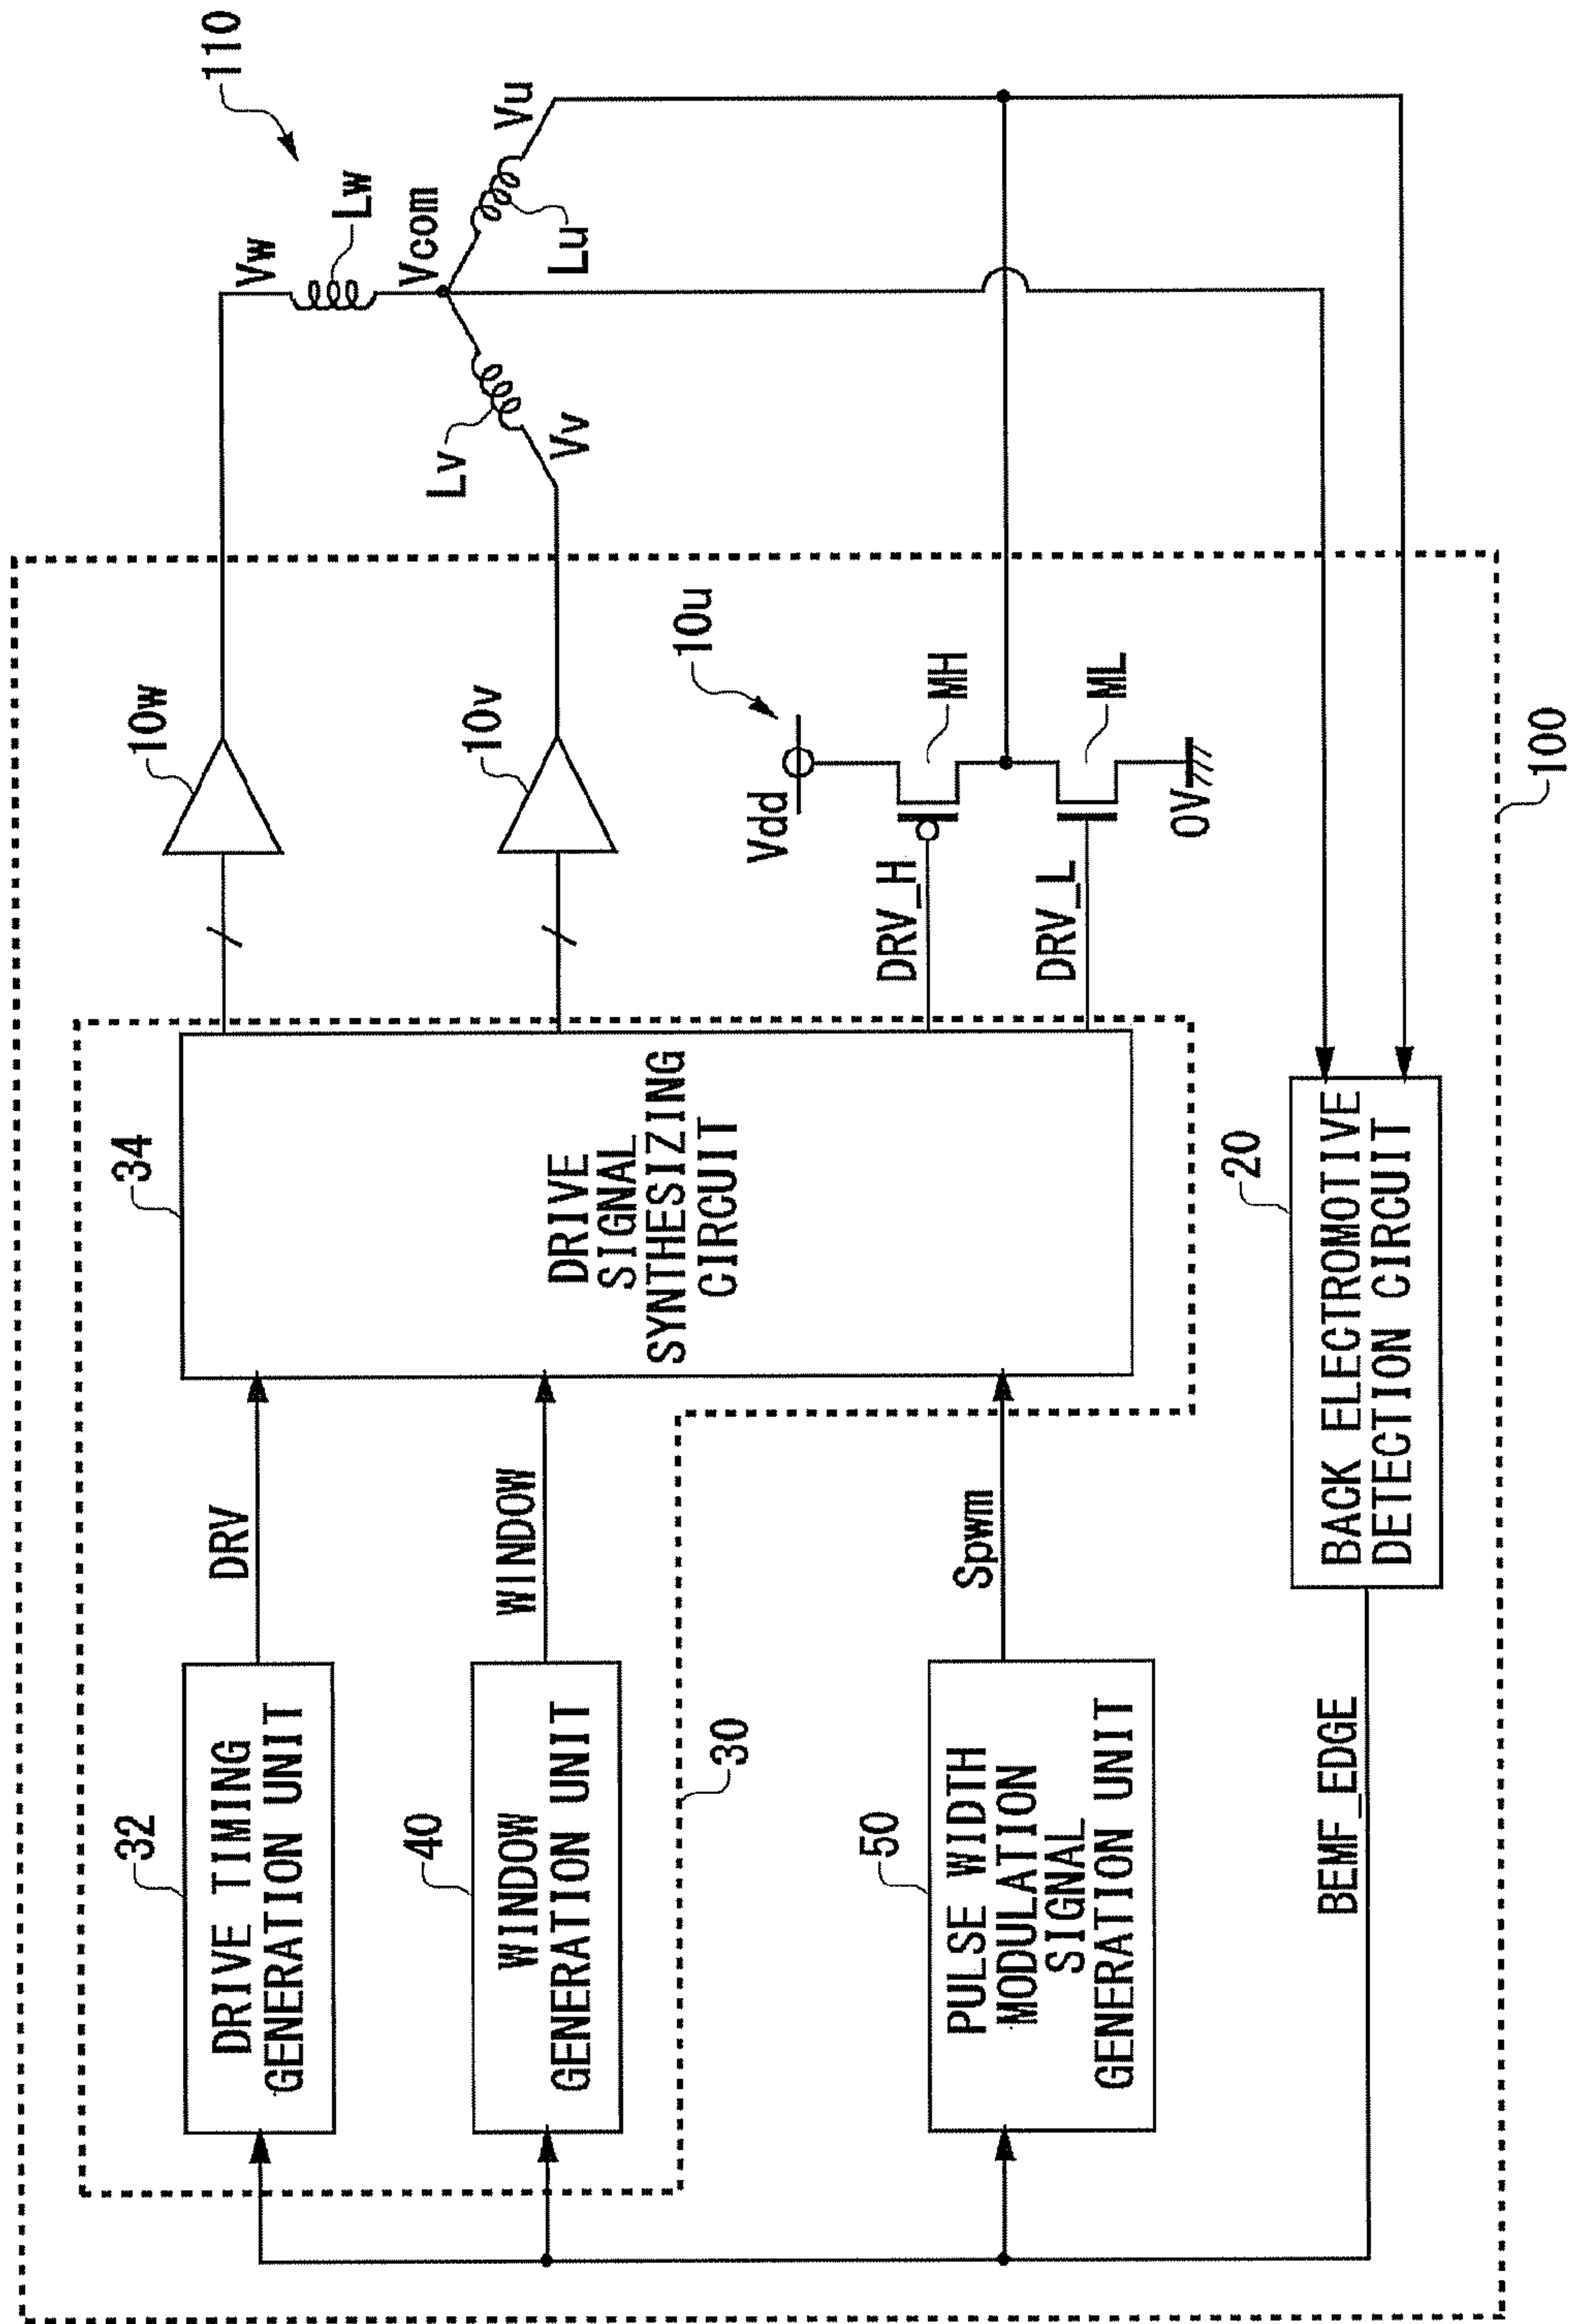 110
Vw
Lw
Vcom
Vu
Lu
Lv
Vv
10w
10v
10u
Vdd
MH
ML
0V
DRV_H
DRV_L
100
34
DRIVE
SIGNAL
SYNTHESIZING
CIRCUIT
20
BACK ELECTROMOTIVE
DETECTION CIRCUIT
DRV
WINDOW
Spwm
BEMF_EDGE
32
DRIVE TIMING
GENERATION UNIT
40
WINDOW
GENERATION UNIT
30
50
PULSE WIDTH
MODULATION
SIGNAL
GENERATION UNIT